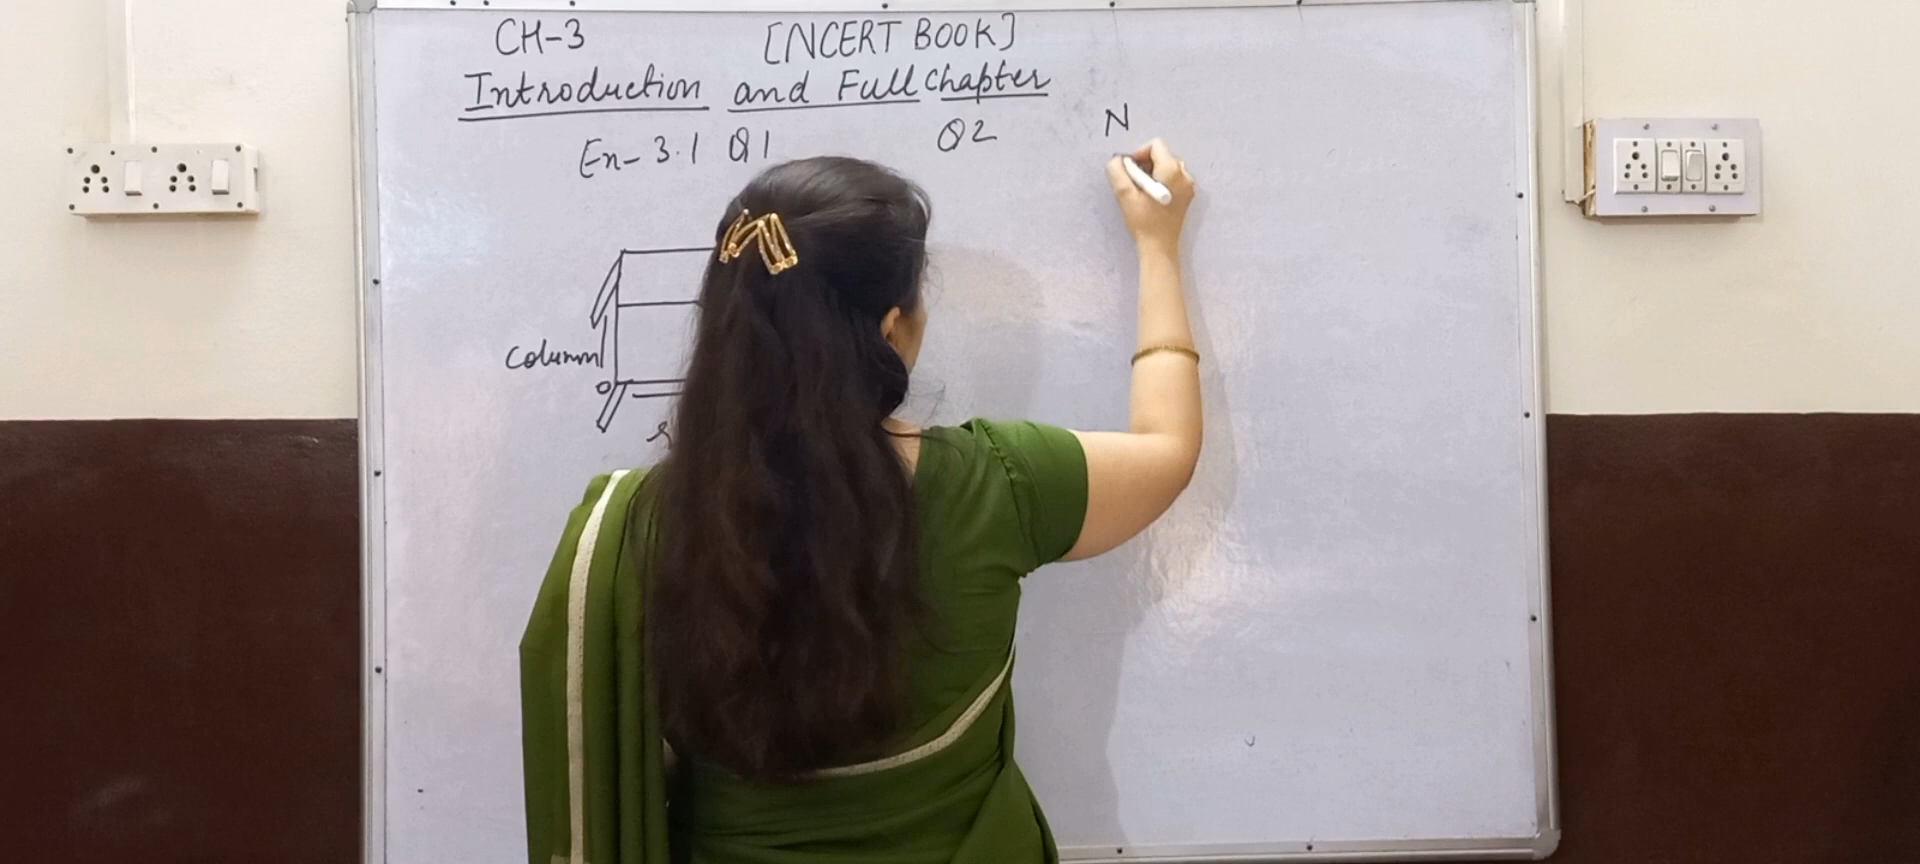 CH-3 [NCERT BOOK]
Introduction and Full Chapter
Ex- 3.1 Q1 Q2 N
Column